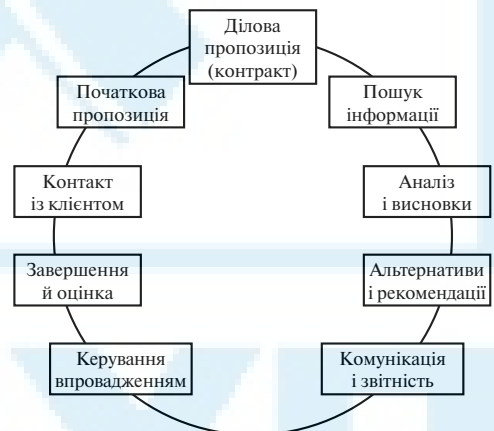 Ділова
пропозиція
(контракт)
Початкова
пропозиція
Пошук
інформації
Контакт
із клієнтом
Аналіз
і висновки
Завершення
й оцінка
Альтернативи
і рекомендації
Керування
впровадженням
Комунікація
і звітність